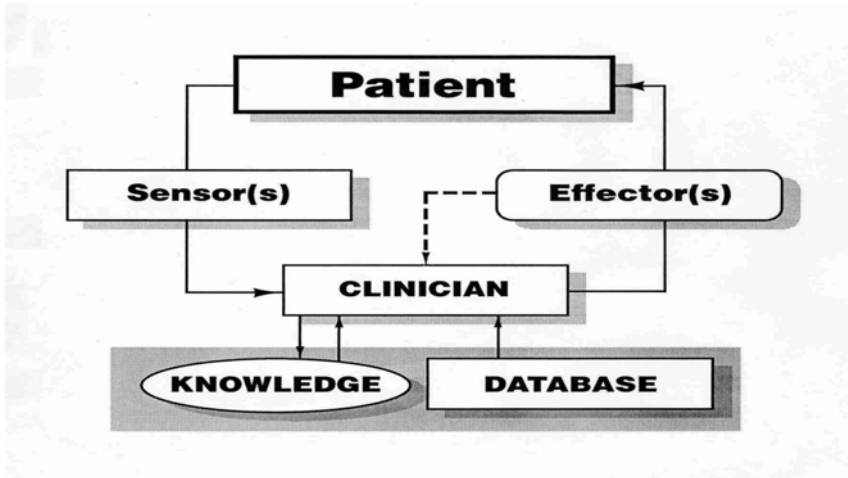 Patient
Sensor(s)
Effector(s)
CLINICIAN
KNOWLEDGE
DATABASE